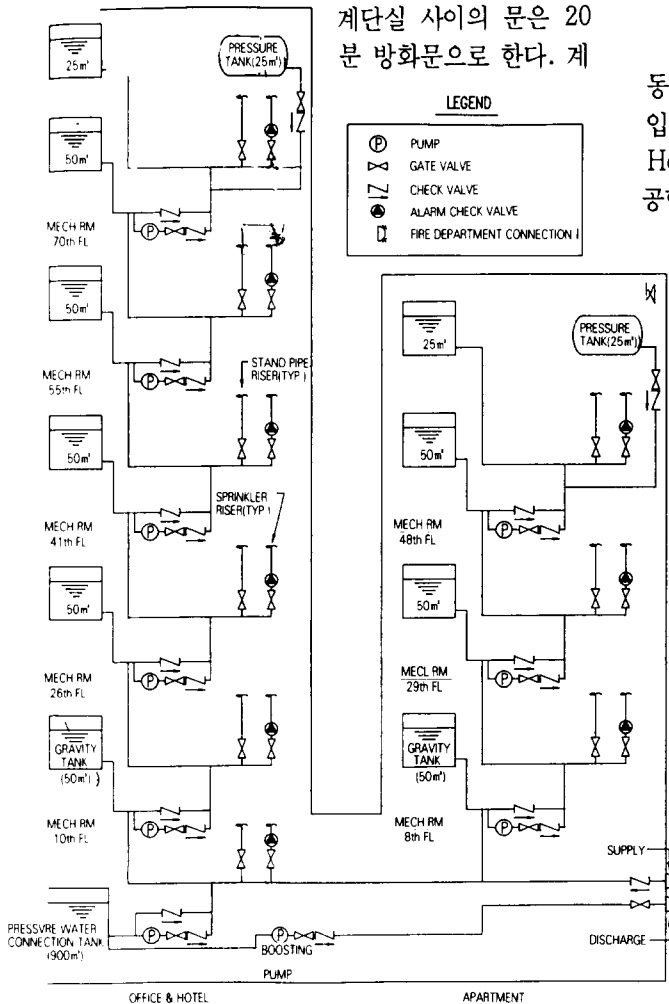 계단실 사이의 문은 20
분 방화문으로 한다. 계
동
입
공
LEGEND
PUMP
GATE VALVE
CHECK VALVE
ALARM CHECK VALVE
FIRE DEPARTMENT CONNECTION
25m³
PRESSURE
TANK(25m³)
50m³
MECH RM
70th FL
50m³
MECH RM
55th FL
STAND PIPE
RISER(TYP)
50m³
MECH RM
41th FL
SPRINKLER
RISER(TYP)
50m³
MECH RM
26th FL
GRAVITY
TANK
(50m³)
MECH RM
10th FL
PRESSVRE WATER
CONNECTION TANK
(900m³)
P
BOOSTING
PUMP
OFFICE & HOTEL
25m³
PRESSURE
TANK(25m³)
50m³
MECH RM
48th FL
50m³
MECL RM
29th FL
GRAVITY
TANK
(50m³)
MECH RM
8th FL
SUPPLY
DISCHARGE
APARTMENT